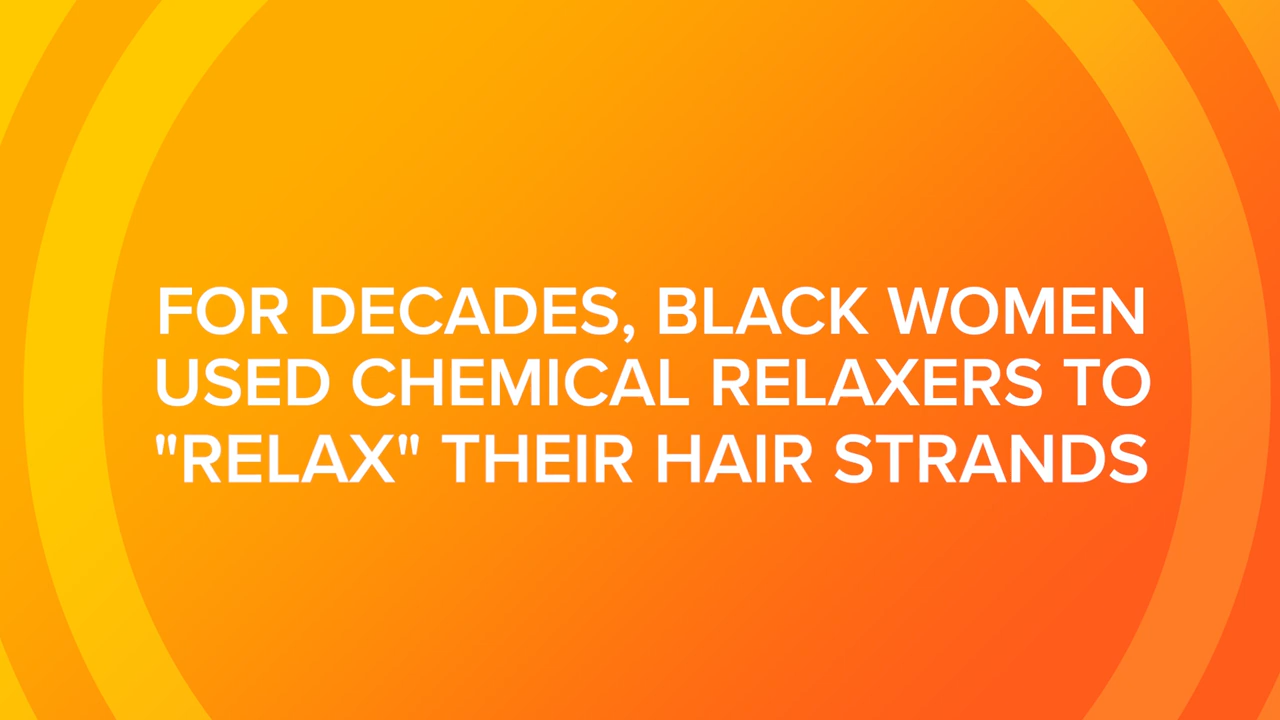 FOR DECADES, BLACK WOMEN
USED CHEMICAL RELAXERS TO
"RELAX" THEIR HAIR STRANDS